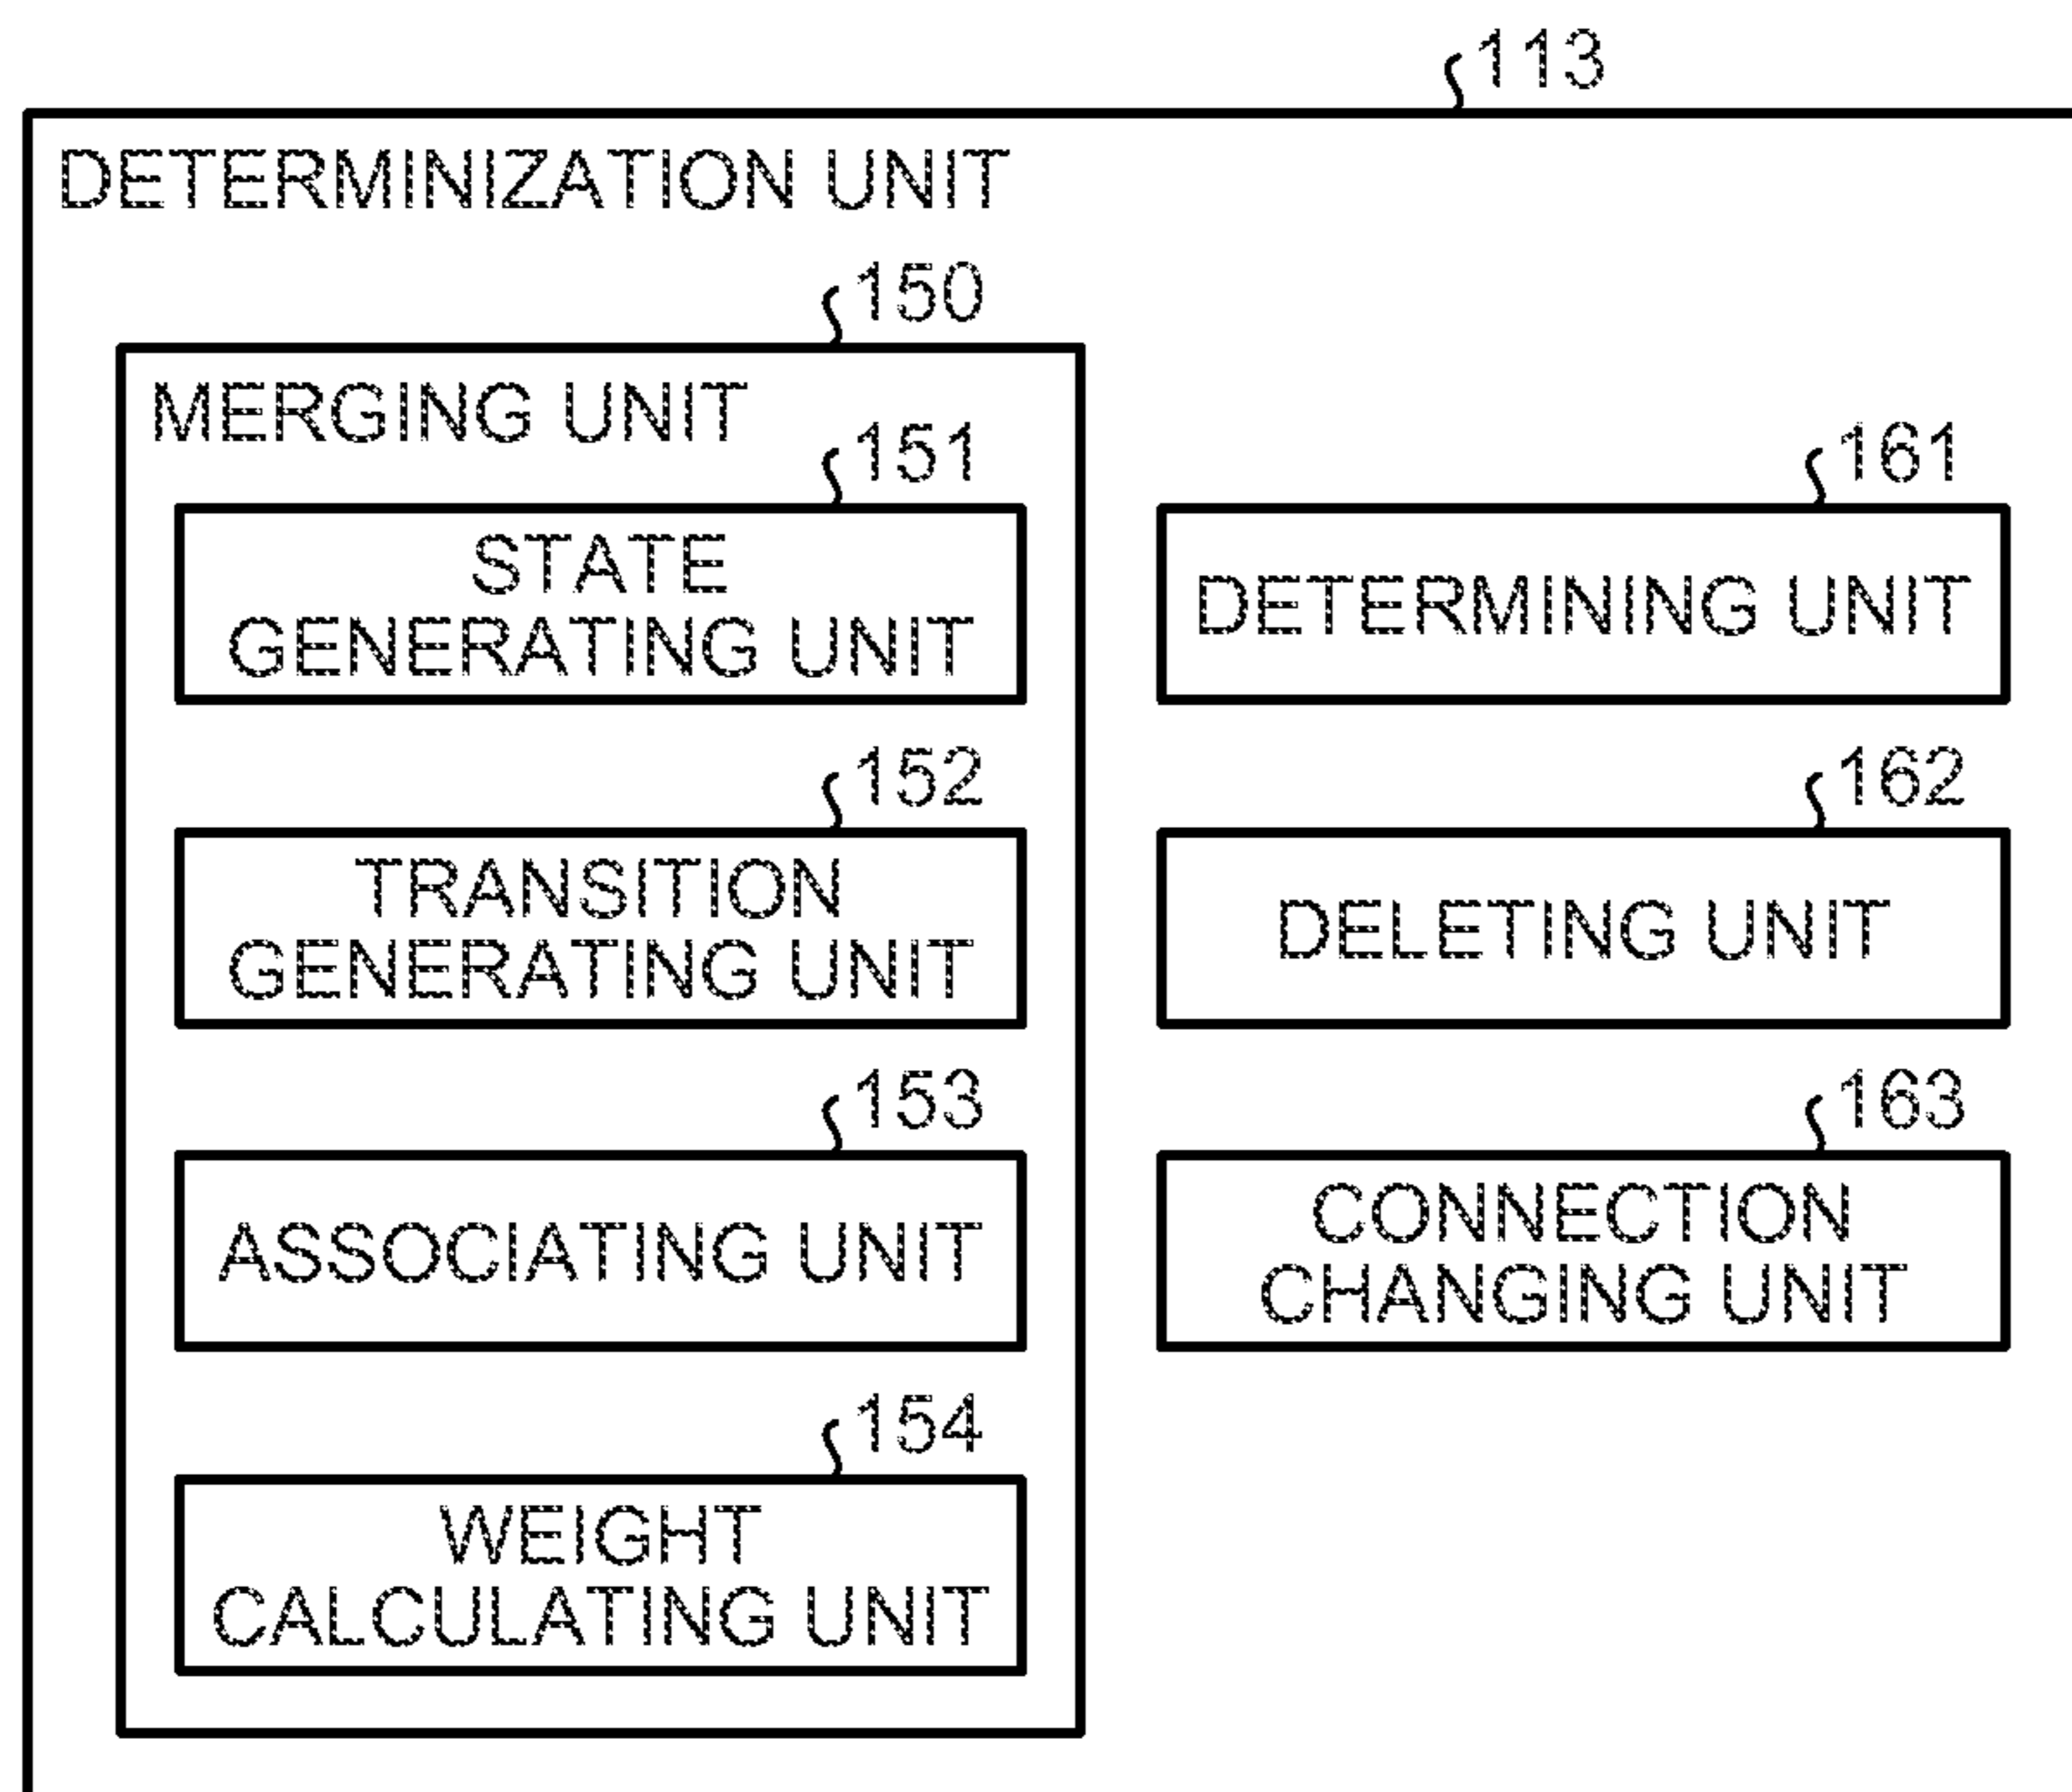 113
DETERMINIZATION UNIT
150
MERGING UNIT
151
STATE
GENERATING UNIT
152
TRANSITION
GENERATING UNIT
153
ASSOCIATING UNIT
154
WEIGHT
CALCULATING UNIT
161
DETERMINING UNIT
162
DELETING UNIT
163
CONNECTION
CHANGING UNIT